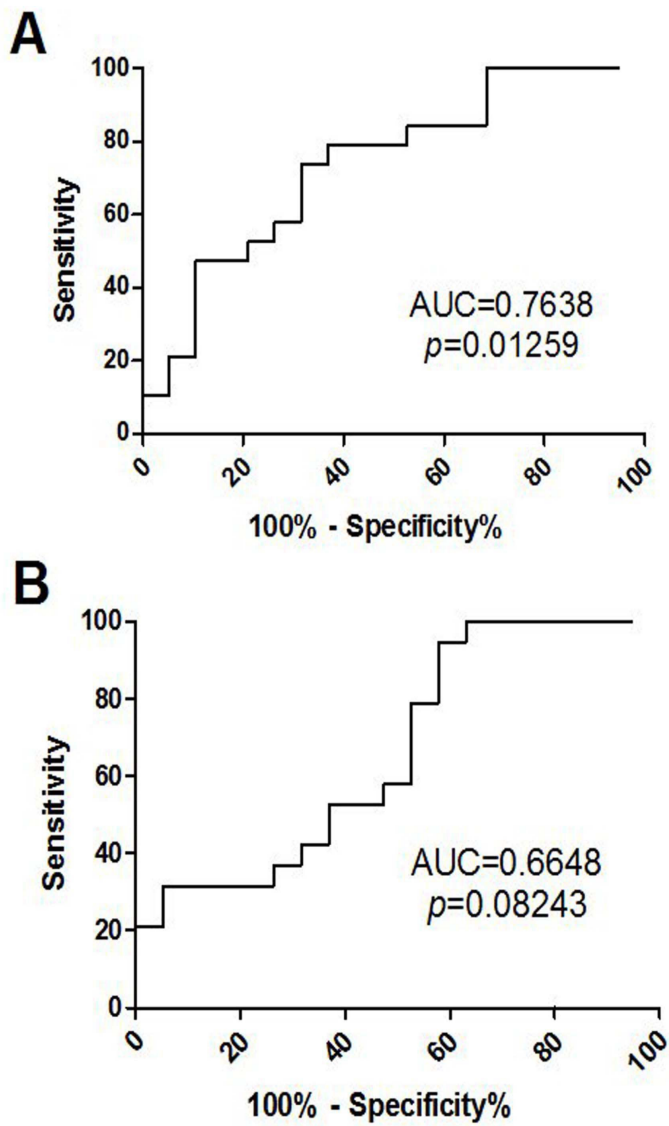 A
Sensitivity
100
80
60
40
20
0
AUC=0.7638
p=0.01259
0 20 40 60 80 100
100% - Specificity%
B
Sensitivity
100
80
60
40
20
0
AUC=0.6648
p=0.08243
0 20 40 60 80 100
100% - Specificity%